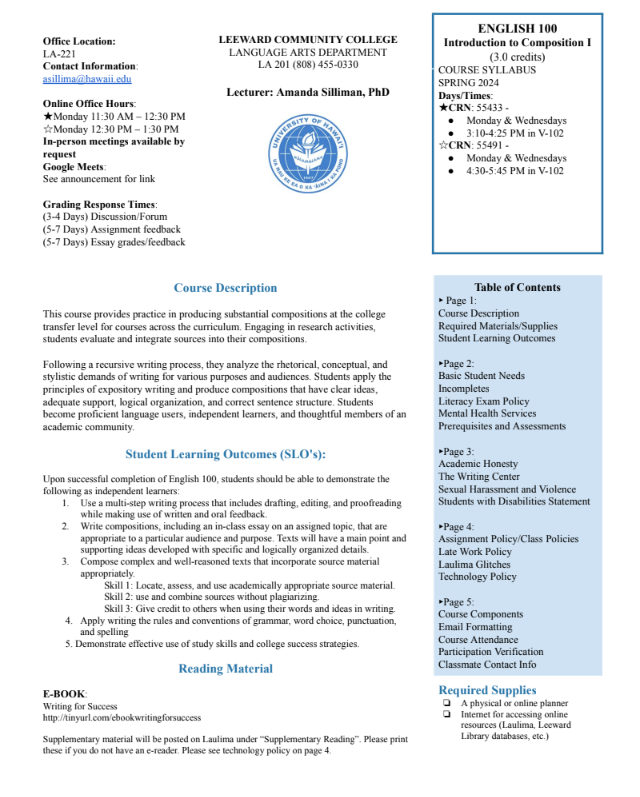 Office Location:
LA-221
Contact Information:
asillima@hawaii.edu
Online Office Hours:
★Monday 11:30 AM – 12:30 PM
☆Monday 12:30 PM – 1:30 PM
In-person meetings available by
request
Google Meets:
See announcement for link
Grading Response Times:
(3-4 Days) Discussion/Forum
(5-7 Days) Assignment feedback
(5-7 Days) Essay grades/feedback
LEEWARD COMMUNITY COLLEGE
LANGUAGE ARTS DEPARTMENT
LA 201 (808) 455-0330
Lecturer: Amanda Silliman, PhD
UNIVERSITY OF HAWAI'I
ENGLISH 100
Introduction to Composition I
(3.0 credits)
COURSE SYLLABUS
SPRING 2024
Days/Times:
★CRN: 55433 -
● Monday & Wednesdays
● 3:10-4:25 PM in V-102
☆CRN: 55491 -
● Monday & Wednesdays
● 4:30-5:45 PM in V-102
Course Description
This course provides practice in producing substantial compositions at the college
transfer level for courses across the curriculum. Engaging in research activities,
students evaluate and integrate sources into their compositions.
Following a recursive writing process, they analyze the rhetorical, conceptual, and
stylistic demands of writing for various purposes and audiences. Students apply the
principles of expository writing and produce compositions that have clear ideas,
adequate support, logical organization, and correct sentence structure. Students
become proficient language users, independent learners, and thoughtful members of an
academic community.
Student Learning Outcomes (SLO's):
Upon successful completion of English 100, students should be able to demonstrate the
following as independent learners:
1. Use a multi-step writing process that includes drafting, editing, and proofreading
while making use of written and oral feedback.
2. Write compositions, including an in-class essay on an assigned topic, that are
appropriate to a particular audience and purpose. Texts will have a main point and
supporting ideas developed with specific and logically organized details.
3. Compose complex and well-reasoned texts that incorporate source material
appropriately.
Skill 1: Locate, assess, and use academically appropriate source material.
Skill 2: use and combine sources without plagiarizing.
Skill 3: Give credit to others when using their words and ideas in writing.
4. Apply writing the rules and conventions of grammar, word choice, punctuation,
and spelling
5. Demonstrate effective use of study skills and college success strategies.
Reading Material
E-BOOK:
Writing for Success
http://tinyurl.com/ebookwritingforsuccess
Supplementary material will be posted on Laulima under “Supplementary Reading”. Please print
these if you do not have an e-reader. Please see technology policy on page 4.
Table of Contents
▸ Page 1:
Course Description
Required Materials/Supplies
Student Learning Outcomes
▸Page 2:
Basic Student Needs
Incompletes
Literacy Exam Policy
Mental Health Services
Prerequisites and Assessments
▸Page 3:
Academic Honesty
The Writing Center
Sexual Harassment and Violence
Students with Disabilities Statement
▸Page 4:
Assignment Policy/Class Policies
Late Work Policy
Laulima Glitches
Technology Policy
▸Page 5:
Course Components
Email Formatting
Course Attendance
Participation Verification
Classmate Contact Info
Required Supplies
❏ A physical or online planner
❏ Internet for accessing online
resources (Laulima, Leeward
Library databases, etc.)